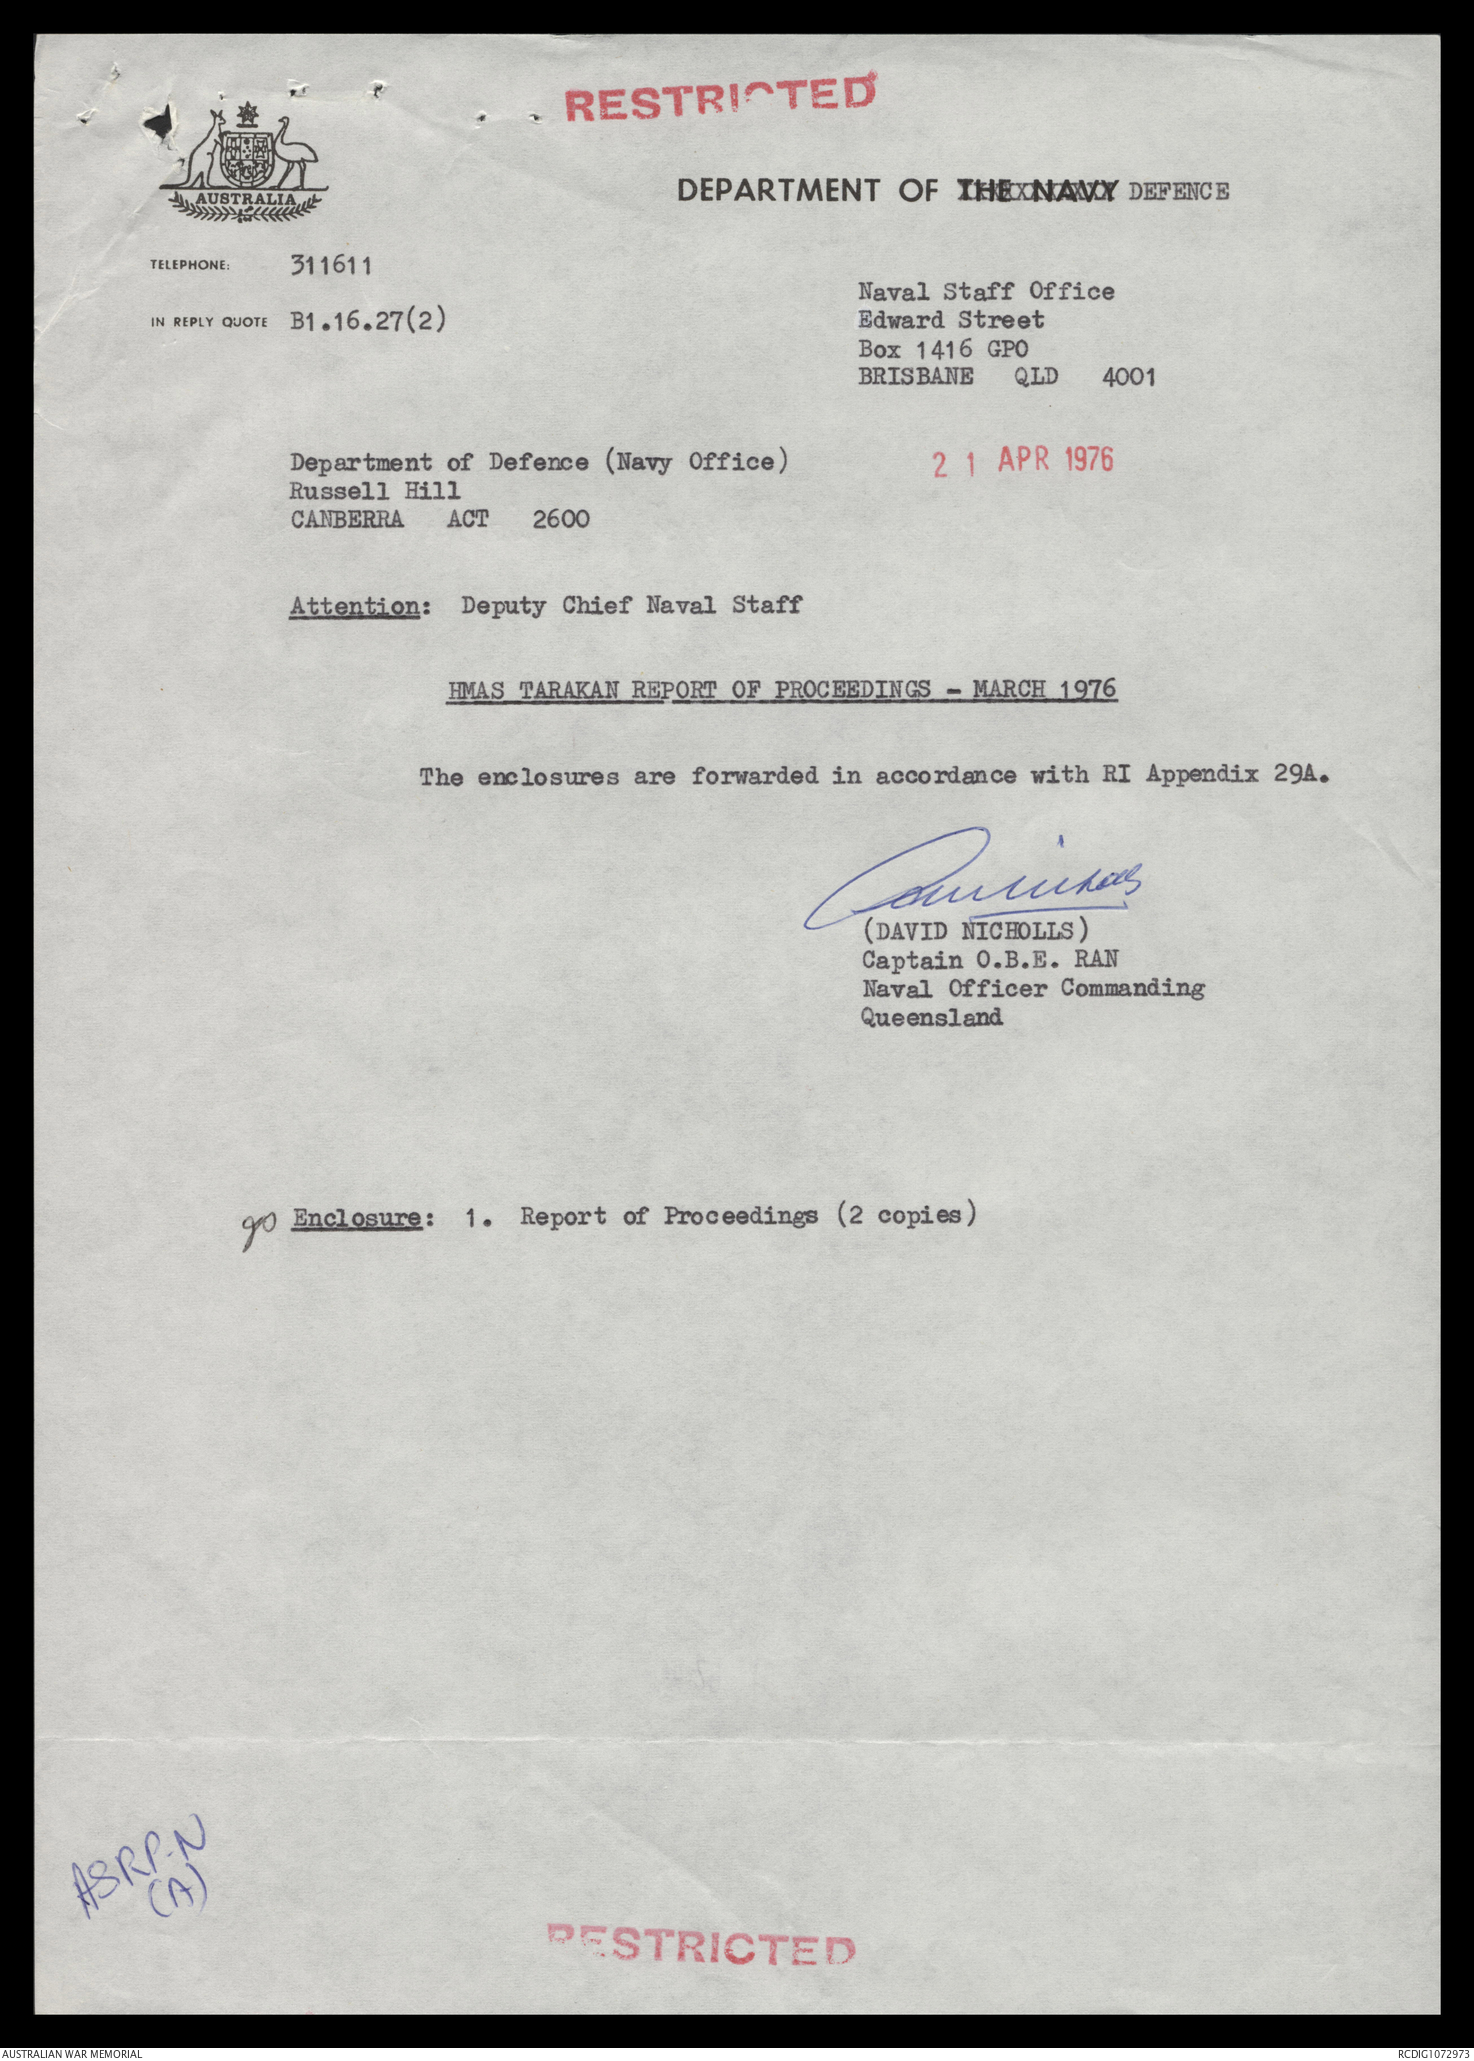 RESTRICTED
AUSTRALIA
DEPARTMENT OF THE NAVY DEFENCE
TELEPHONE: 311611
IN REPLY QUOTE B1.16.27(2)
Naval Staff Office
Edward Street
Box 1416 GPO
BRISBANE QLD 4001
21 APR 1976
Department of Defence (Navy Office)
Russell Hill
CANBERRA ACT 2600
Attention: Deputy Chief Naval Staff
HMAS TARAKAN REPORT OF PROCEEDINGS - MARCH 1976
The enclosures are forwarded in accordance with RI Appendix 29A.
(DAVID NICHOLLS)
Captain O.B.E. RAN
Naval Officer Commanding
Queensland
Enclosure: 1. Report of Proceedings (2 copies)
ASRP-N
(A)
RESTRICTED
AUSTRALIAN WAR MEMORIAL
RCDIG1072973